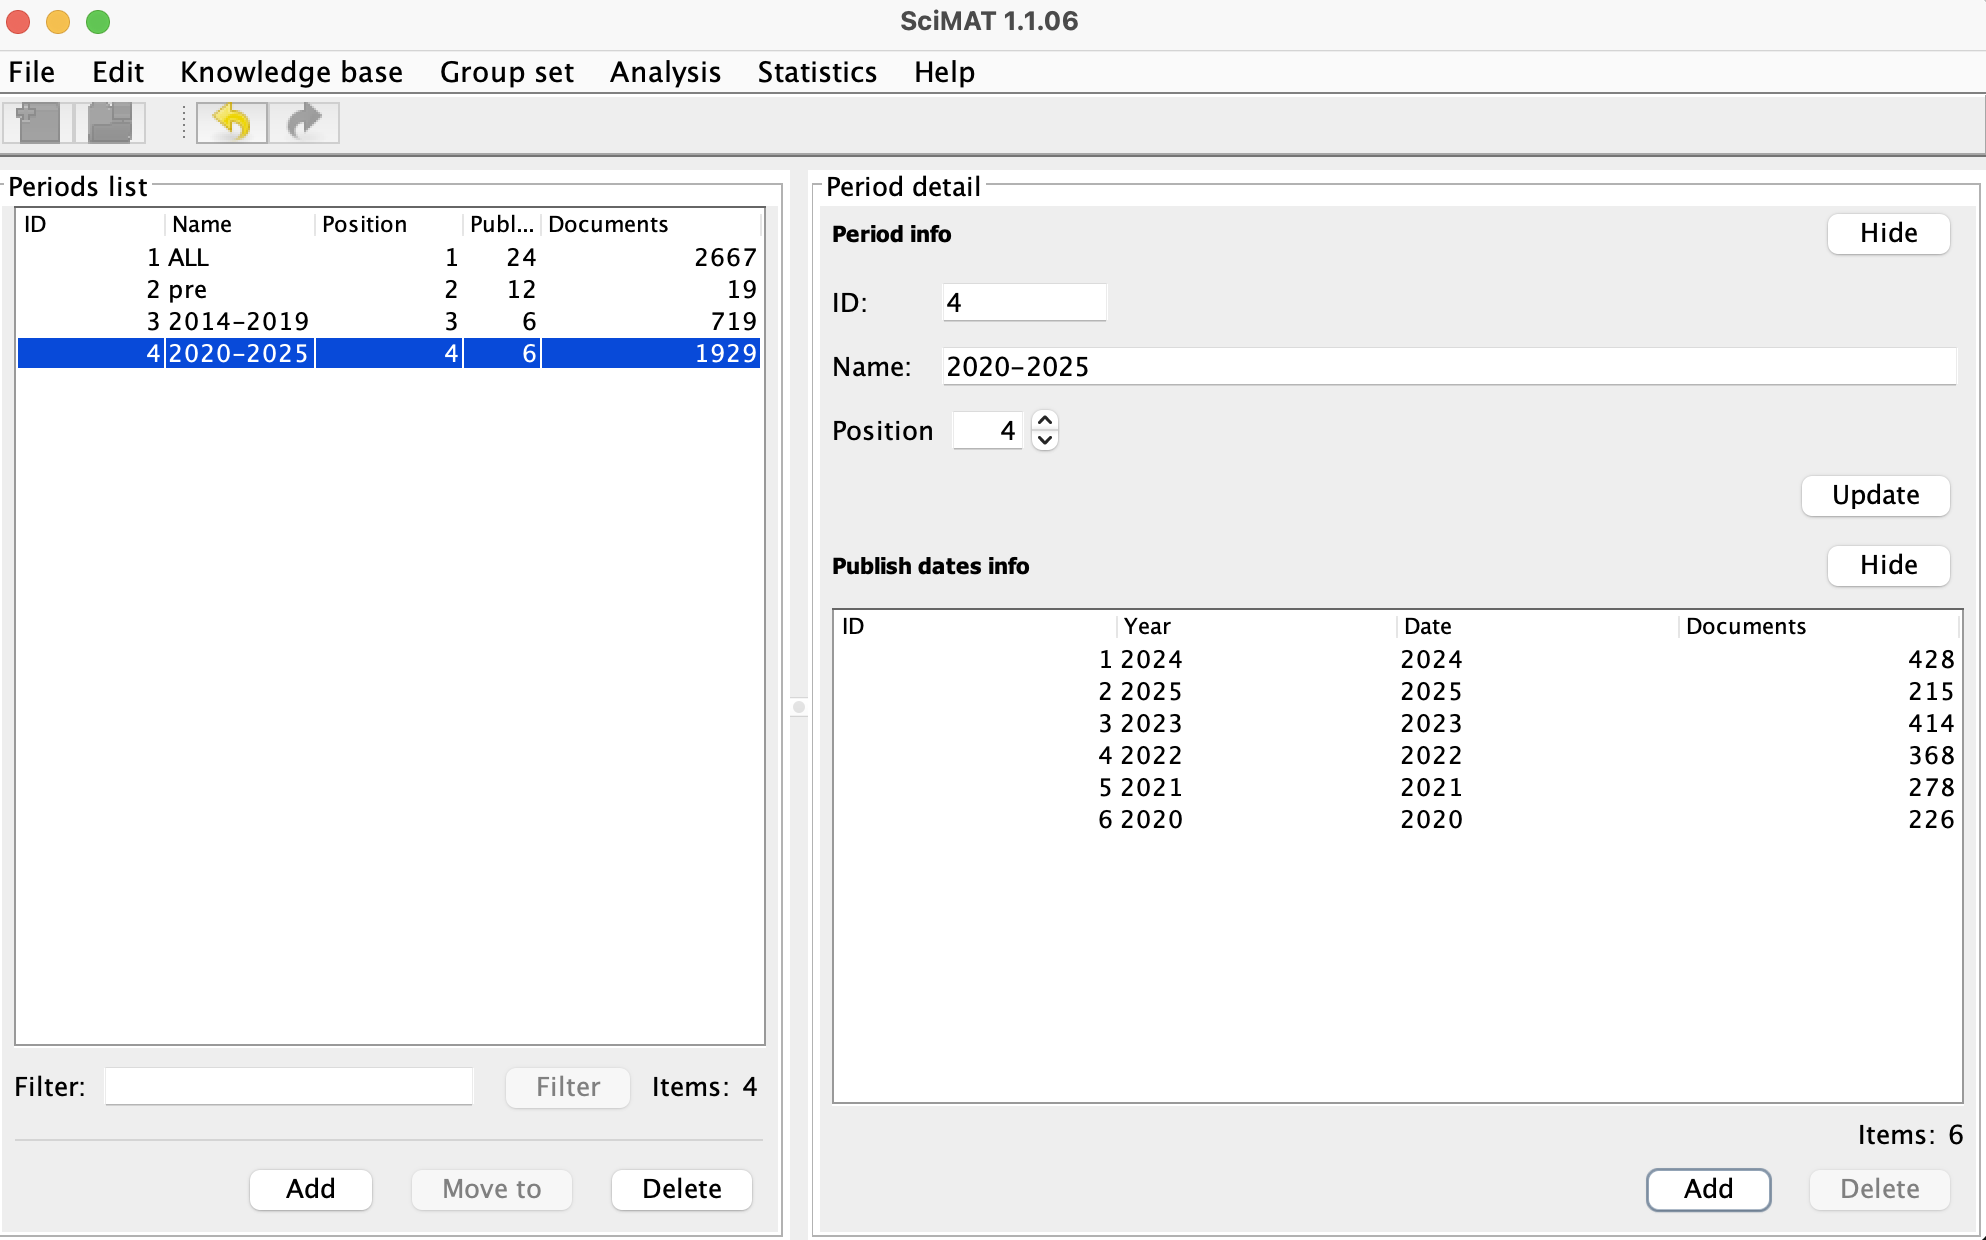 SciMAT 1.1.06
File Edit Knowledge base Group set Analysis Statistics Help
Periods list
ID Name Position Publ... Documents
1 ALL 1 24 2667
2 pre 2 12 19
3 2014-2019 3 6 719
4 2020-2025 4 6 1929
Filter: Filter Items: 4
Add Move to Delete
Period detail
Period info Hide
ID: 4
Name: 2020-2025
Position 4
Update
Publish dates info Hide
ID Year Date Documents
1 2024 2024 428
2 2025 2025 215
3 2023 2023 414
4 2022 2022 368
5 2021 2021 278
6 2020 2020 226
Items: 6
Add Delete